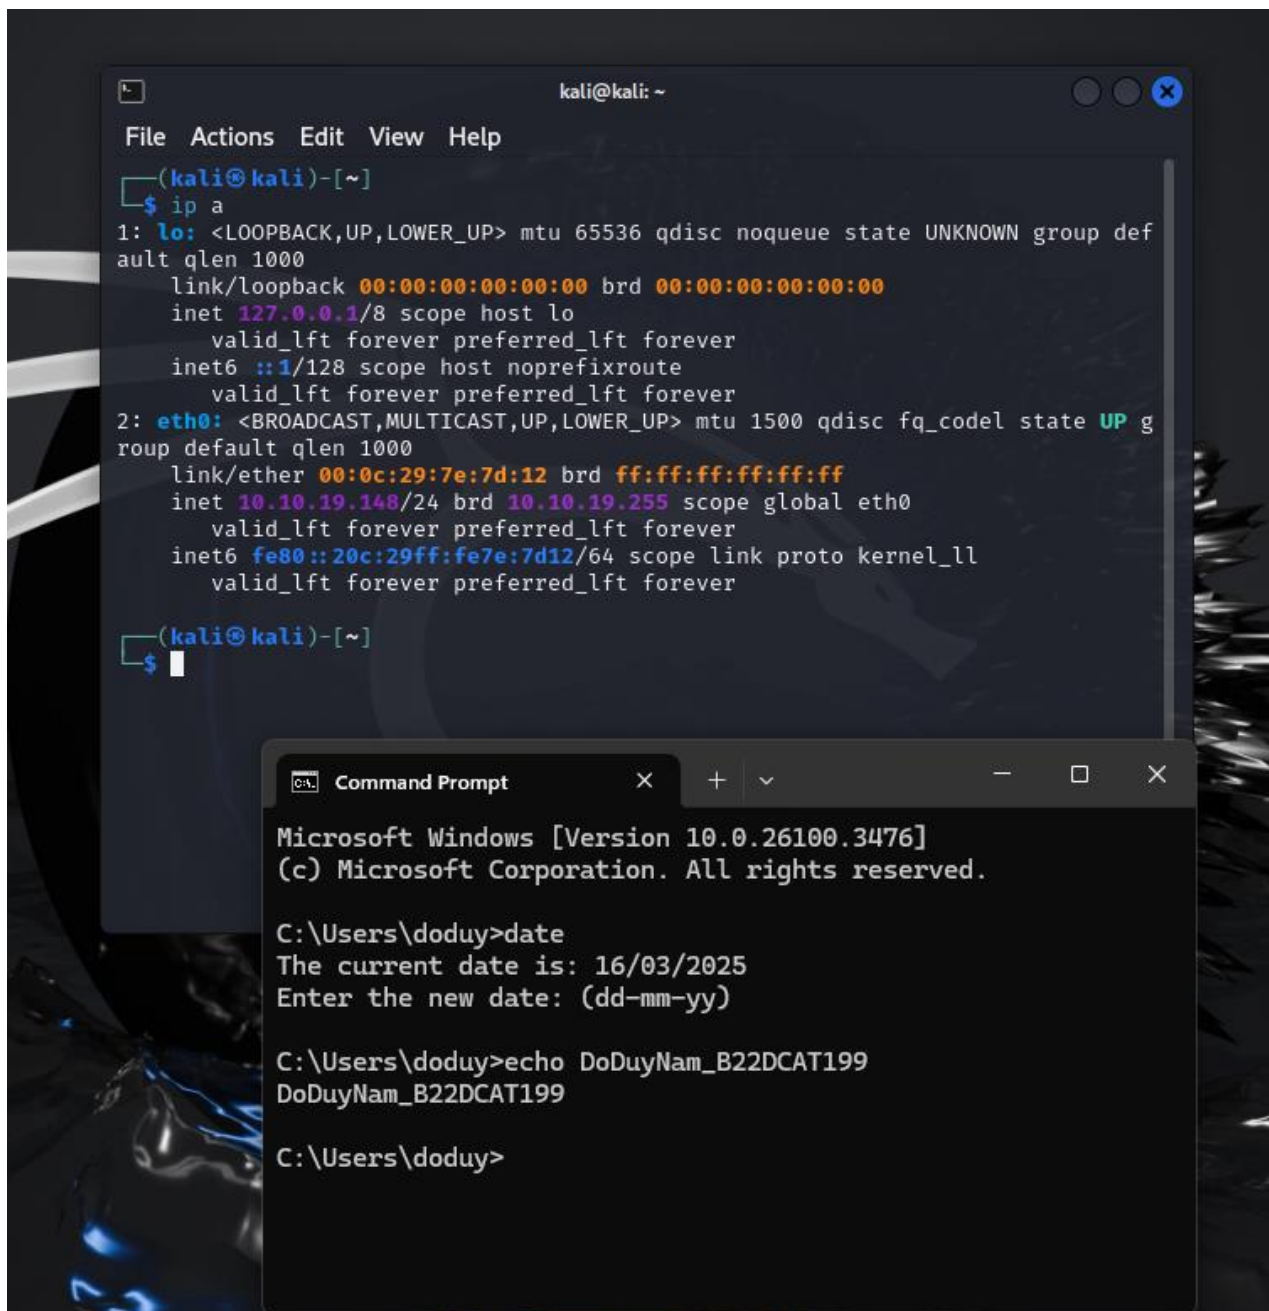 kali@kali: ~
File Actions Edit View Help
┌──(kali㉿kali)-[~]
└─$ ip a
1: lo: <LOOPBACK,UP,LOWER_UP> mtu 65536 qdisc noqueue state UNKNOWN group def
ault qlen 1000
    link/loopback 00:00:00:00:00:00 brd 00:00:00:00:00:00
    inet 127.0.0.1/8 scope host lo
       valid_lft forever preferred_lft forever
    inet6 ::1/128 scope host noprefixroute
       valid_lft forever preferred_lft forever
2: eth0: <BROADCAST,MULTICAST,UP,LOWER_UP> mtu 1500 qdisc fq_codel state UP g
roup default qlen 1000
    link/ether 00:0c:29:7e:7d:12 brd ff:ff:ff:ff:ff:ff
    inet 10.10.19.148/24 brd 10.10.19.255 scope global eth0
       valid_lft forever preferred_lft forever
    inet6 fe80::20c:29ff:fe7e:7d12/64 scope link proto kernel_ll
       valid_lft forever preferred_lft forever
┌──(kali㉿kali)-[~]
└─$
Command Prompt
Microsoft Windows [Version 10.0.26100.3476]
(c) Microsoft Corporation. All rights reserved.
C:\Users\doduy>date
The current date is: 16/03/2025
Enter the new date: (dd-mm-yy)
C:\Users\doduy>echo DoDuyNam_B22DCAT199
DoDuyNam_B22DCAT199
C:\Users\doduy>